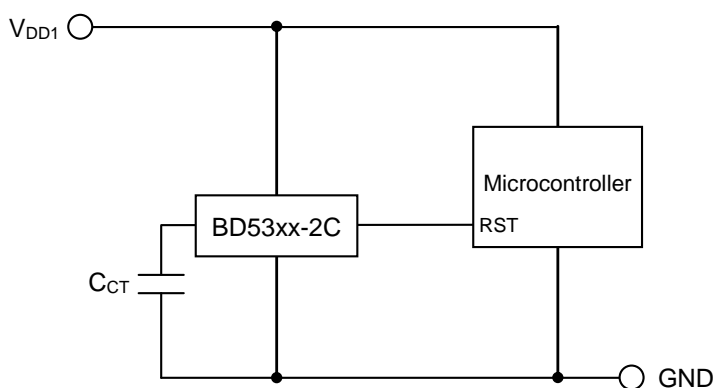 VDD1
Microcontroller
BD53xx-2C
RST
CCT
GND